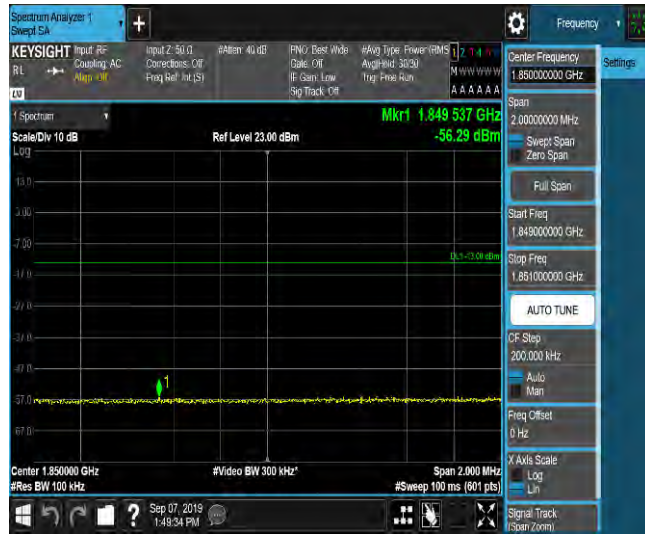 Spectrum Analyzer 1
Swept SA
Frequency
KEYSIGHT
RL
Input: RF
Coupling: AC
Align: Off
Input Z: 50 Ω
Corrections: Off
Freq Ref: Int (S)
#Atten: 40 dB
PNO: Best Wide
Gate: Off
IF Gain: Low
Sig Track: Off
#Avg Type: Power (RMS
Avg|Hold: 30/30
Trig: Free Run
M W W W W W
A A A A A A
1 Spectrum
Scale/Div 10 dB
Log
Ref Level 23.00 dBm
Mkr1 1.849 537 GHz
-56.29 dBm
13.0
3.00
-7.00
DL1 -13.00 dBm
-17.0
-27.0
-37.0
-47.0
1
-57.0
-67.0
Center 1.850000 GHz
#Res BW 100 kHz
#Video BW 300 kHz*
Span 2.000 MHz
#Sweep 100 ms (601 pts)
?
Sep 07, 2019
1:49:34 PM
Center Frequency
1.850000000 GHz
Settings
Span
2.00000000 MHz
Swept Span
Zero Span
Full Span
Start Freq
1.849000000 GHz
Stop Freq
1.851000000 GHz
AUTO TUNE
CF Step
200.000 kHz
Auto
Man
Freq Offset
0 Hz
X Axis Scale
Log
Lin
Signal Track
(Span Zoom)